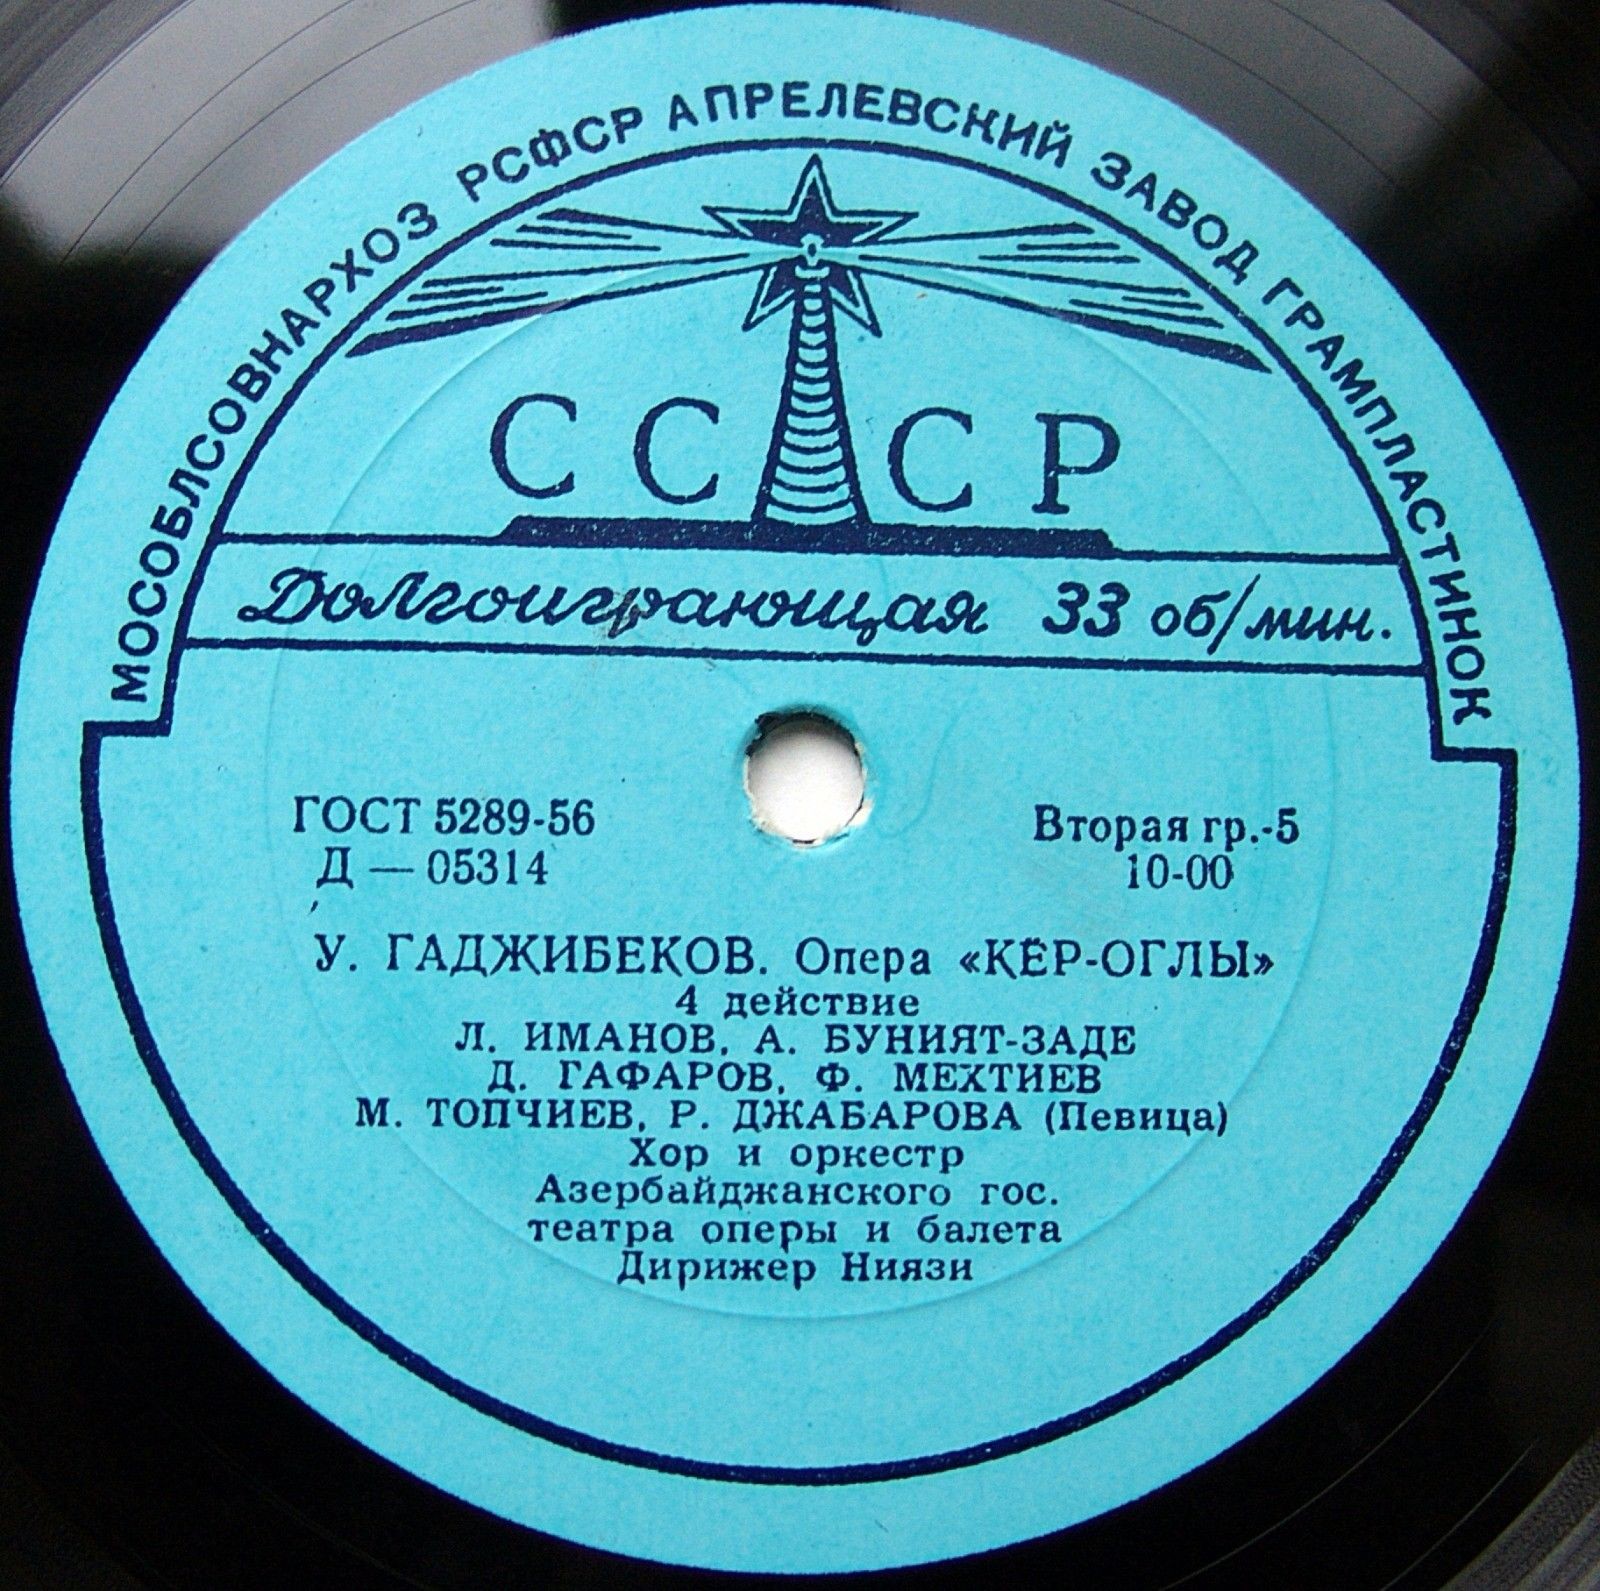 МОСОБЛСОВНАРХОЗ РСФСР АПРЕЛЕВСКИЙ ЗАВОД ГРАМПЛАСТИНОК
СССР
Долгоиграющая 33 об/мин.
ГОСТ 5289-56
Д — 05314
Вторая гр.-5
10-00
У. ГАДЖИБЕКОВ. Опера «КЁР-ОГЛЫ»
4 действие
Л. ИМАНОВ, А. БУНИЯТ-ЗАДЕ
Д. ГАФАРОВ, Ф. МЕХТИЕВ
М. ТОПЧИЕВ, Р. ДЖАБАРОВА (Певица)
Хор и оркестр
Азербайджанского гос.
театра оперы и балета
Дирижер Ниязи